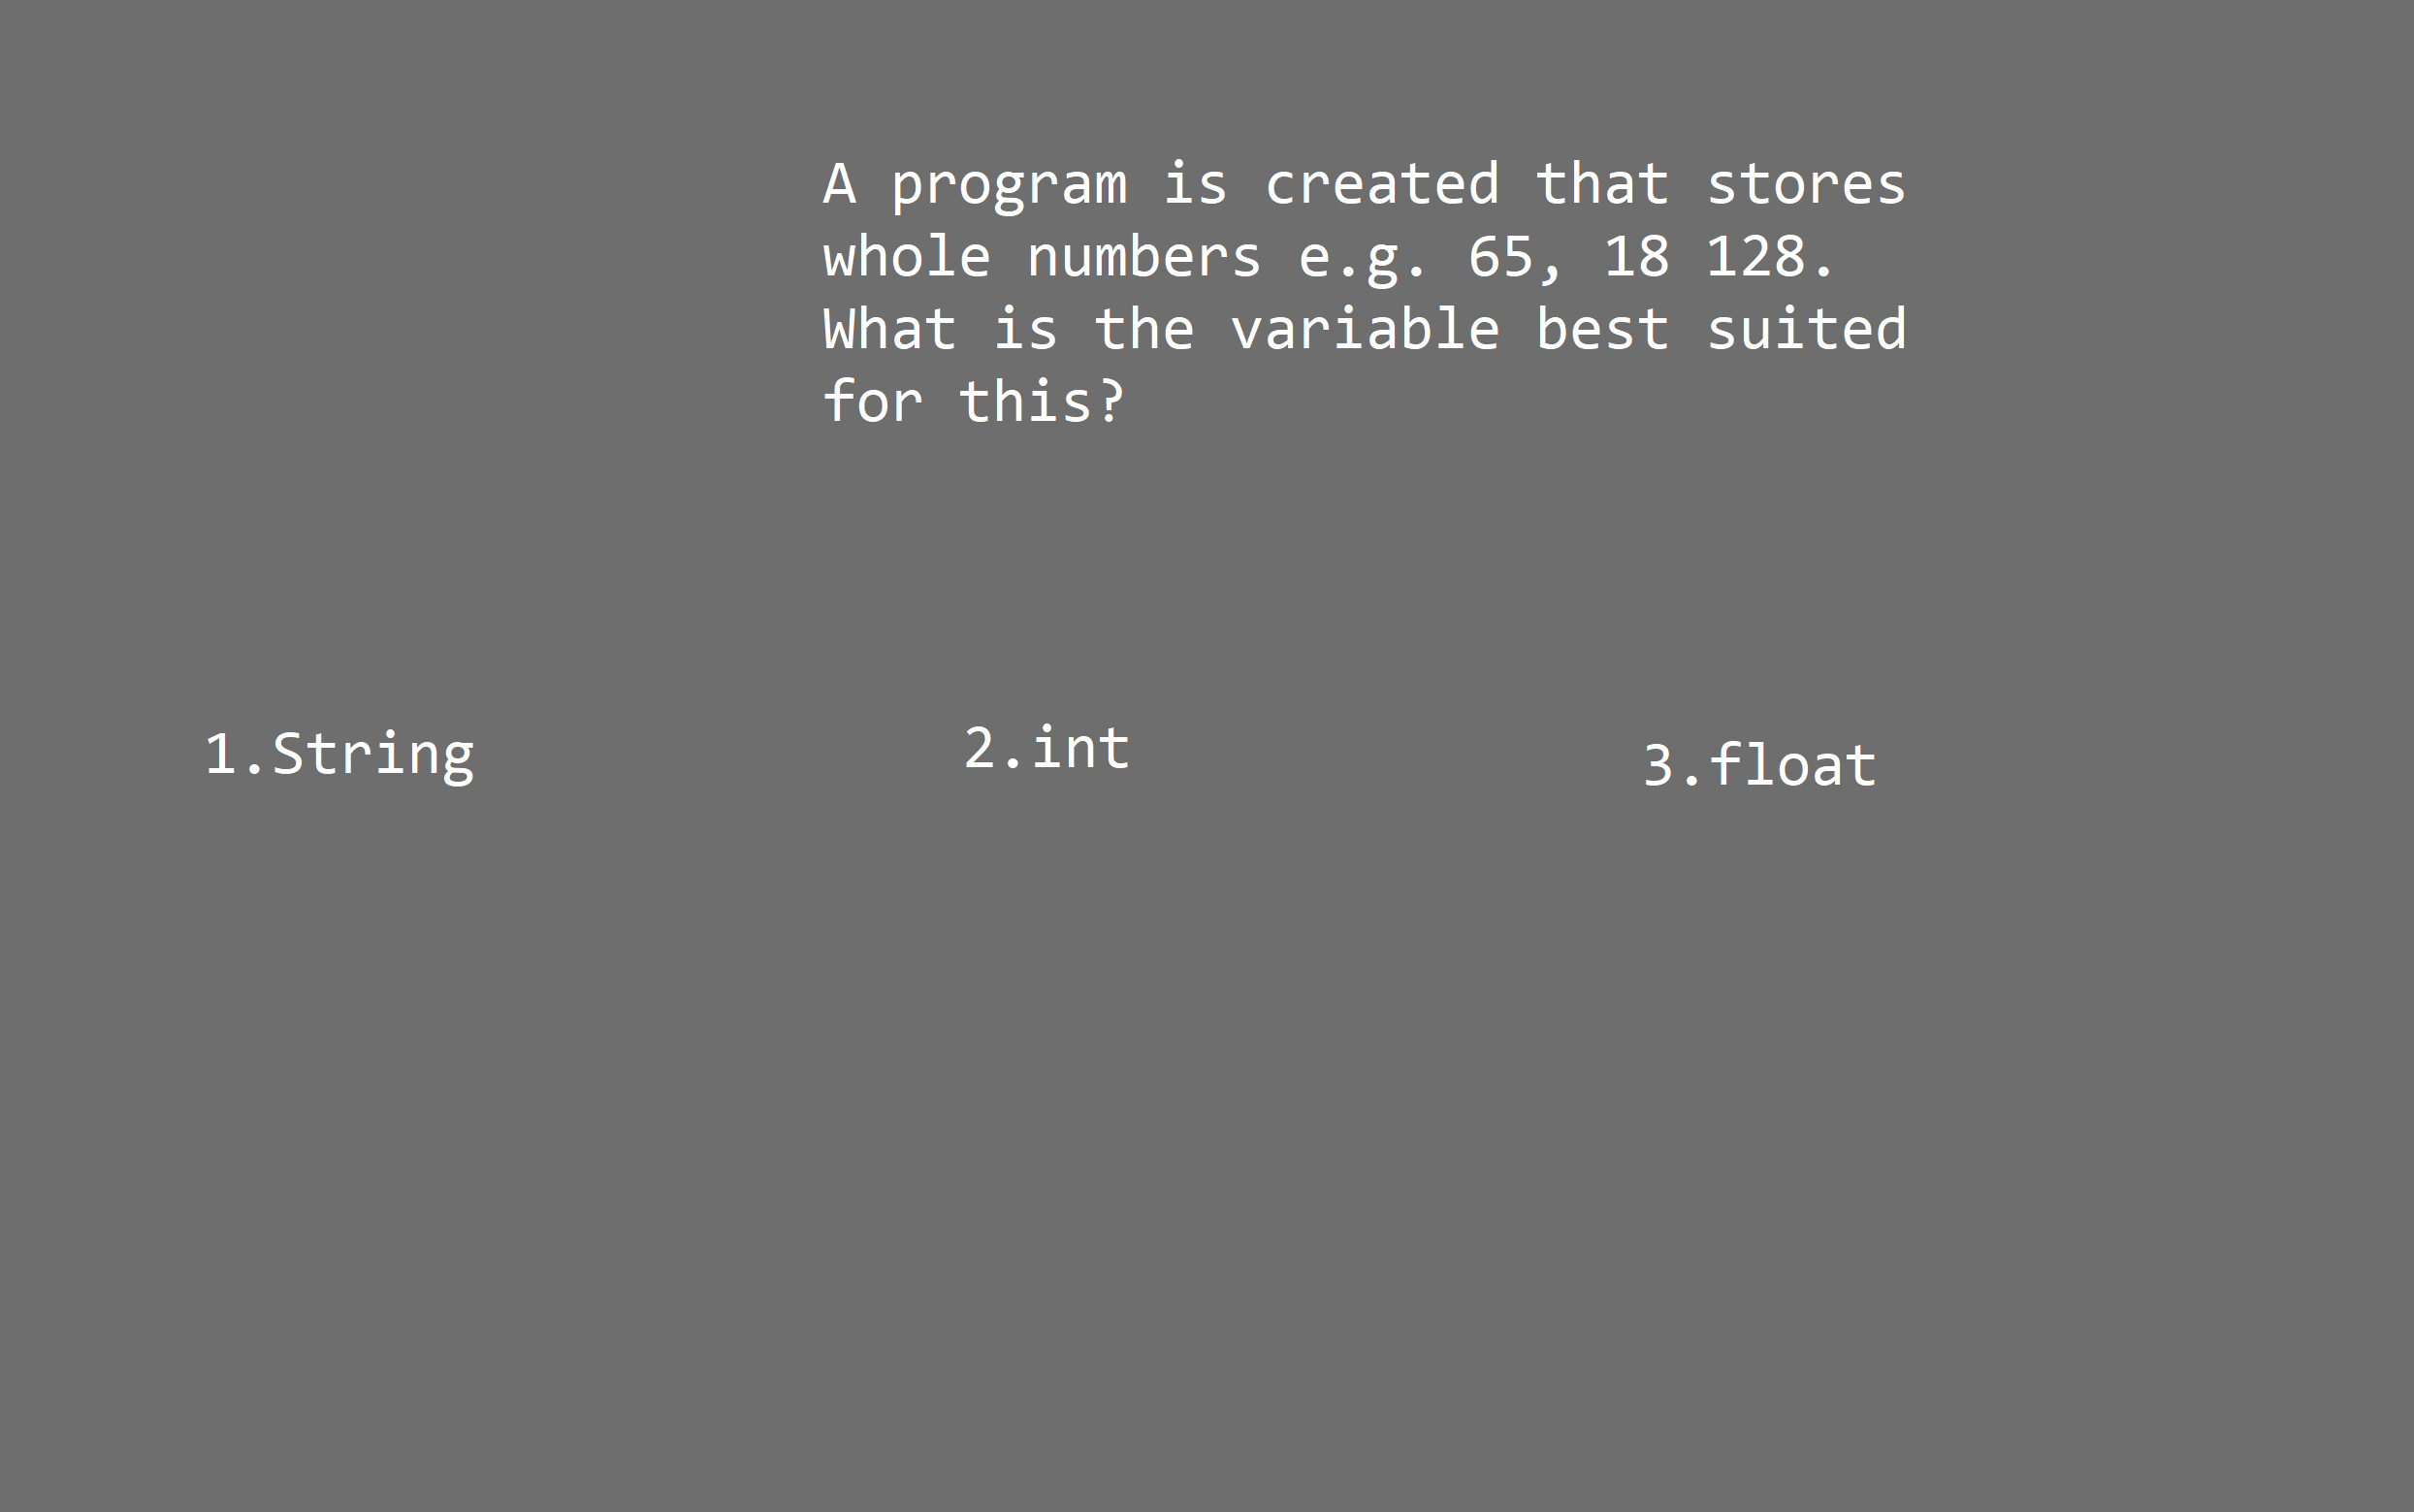 A program is created that stores
whole numbers e.g. 65, 18 128.
What is the variable best suited
for this?
1.String
2.int
3.float